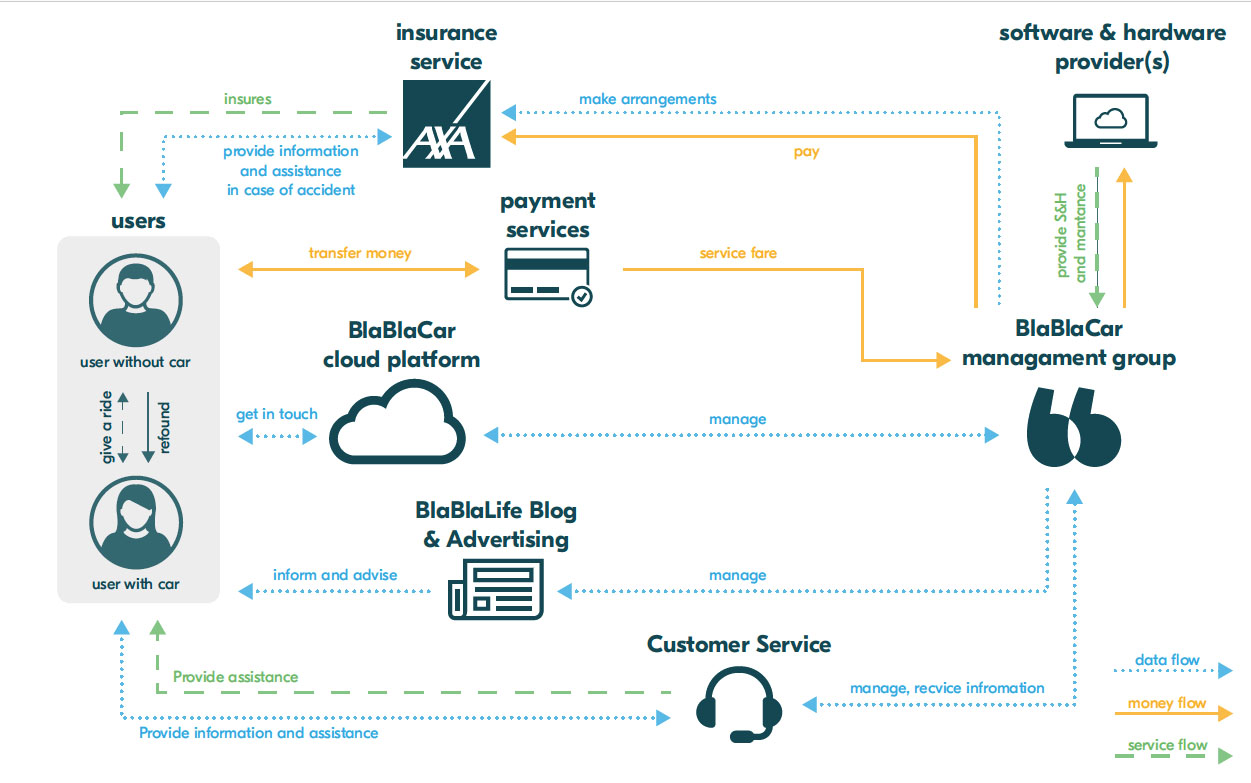 insurance
service
software & hardware
provider(s)
insures
make arrangements
AXA
pay
provide information
and assistance
in case of accident
provide S&H
and mantance
users
payment
services
transfer money
service fare
BlaBlaCar
managament group
BlaBlaCar
cloud platform
user without car
give a ride
refound
get in touch
manage
user with car
BlaBlaLife Blog
& Advertising
inform and advise
manage
Customer Service
Provide assistance
manage, recvice infromation
Provide information and assistance
data flow
money flow
service flow